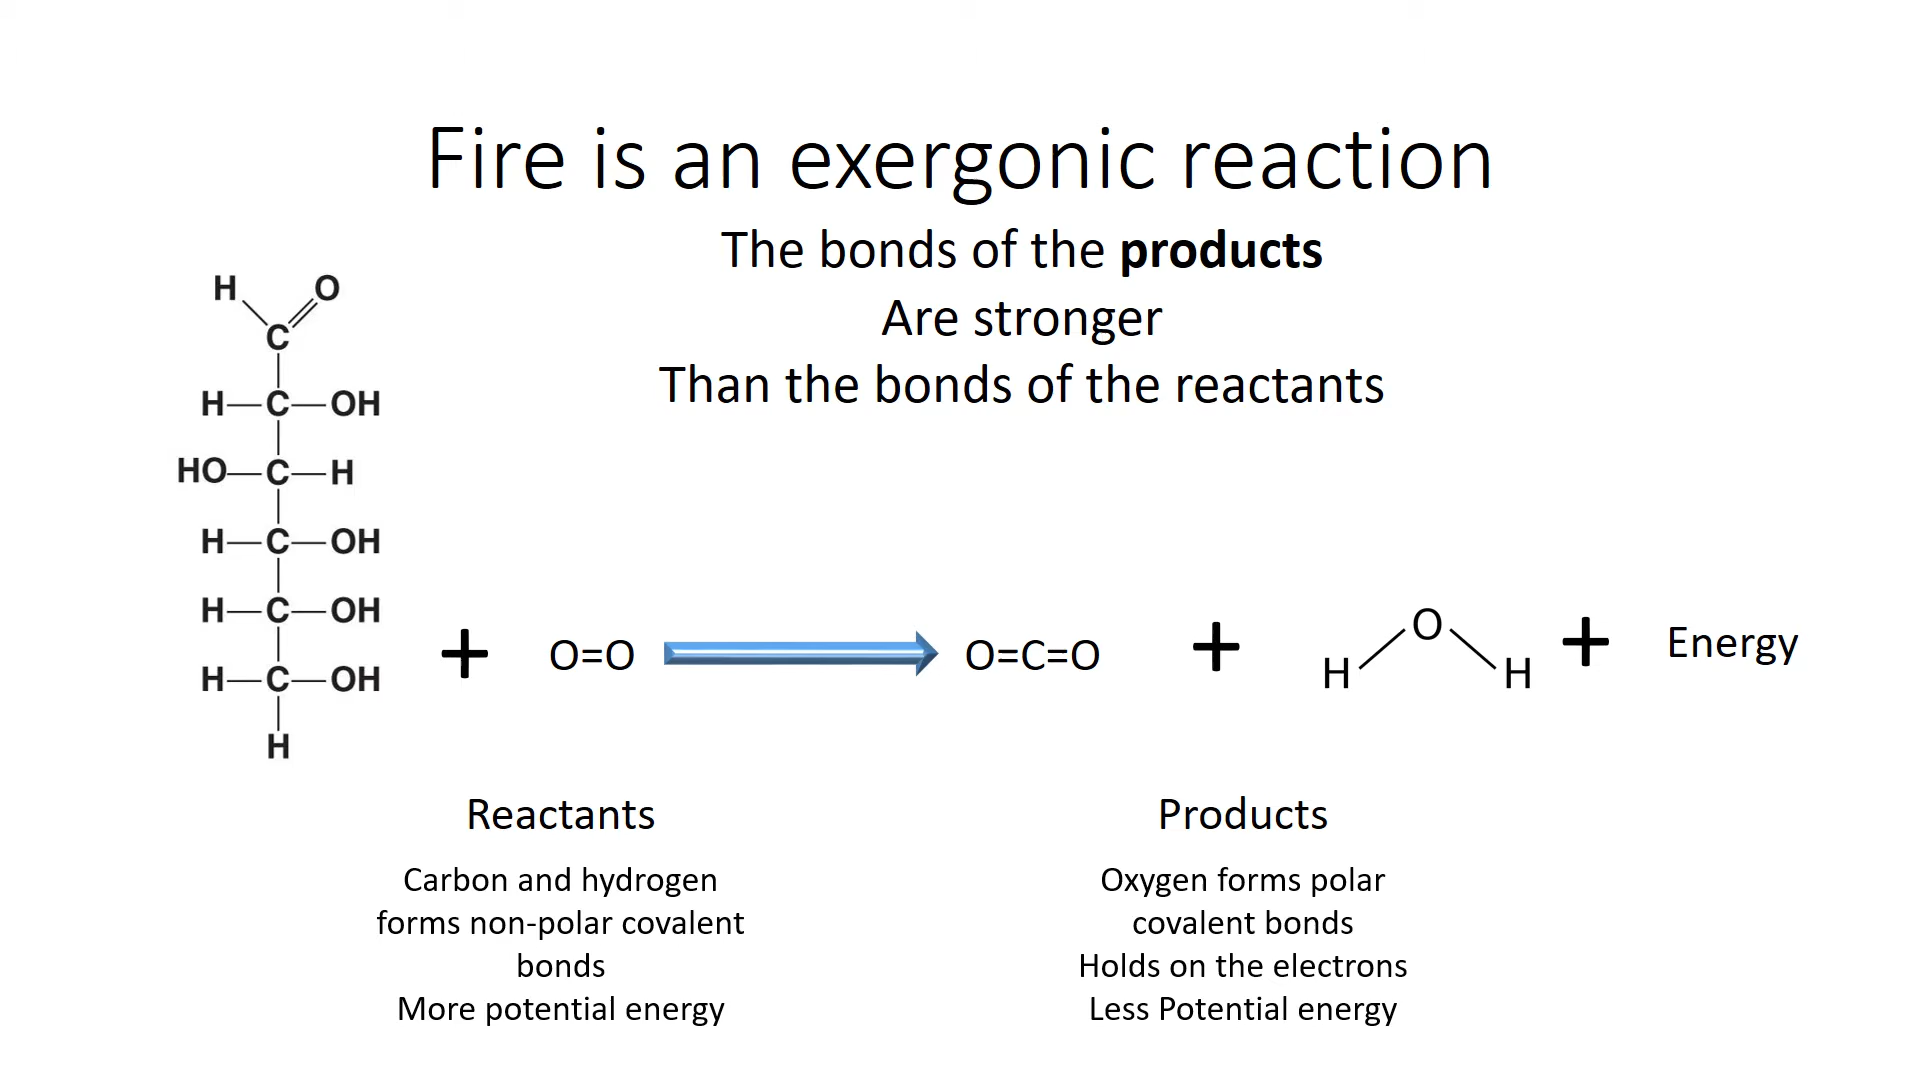 Fire is an exergonic reaction
The bonds of the products
Are stronger
Than the bonds of the reactants
H O
C
H—C—OH
HO—C—H
H—C—OH
H—C—OH
H—C—OH
H
+ O=O O=C=O + H O H + Energy
Reactants
Carbon and hydrogen
forms non-polar covalent
bonds
More potential energy
Products
Oxygen forms polar
covalent bonds
Holds on the electrons
Less Potential energy